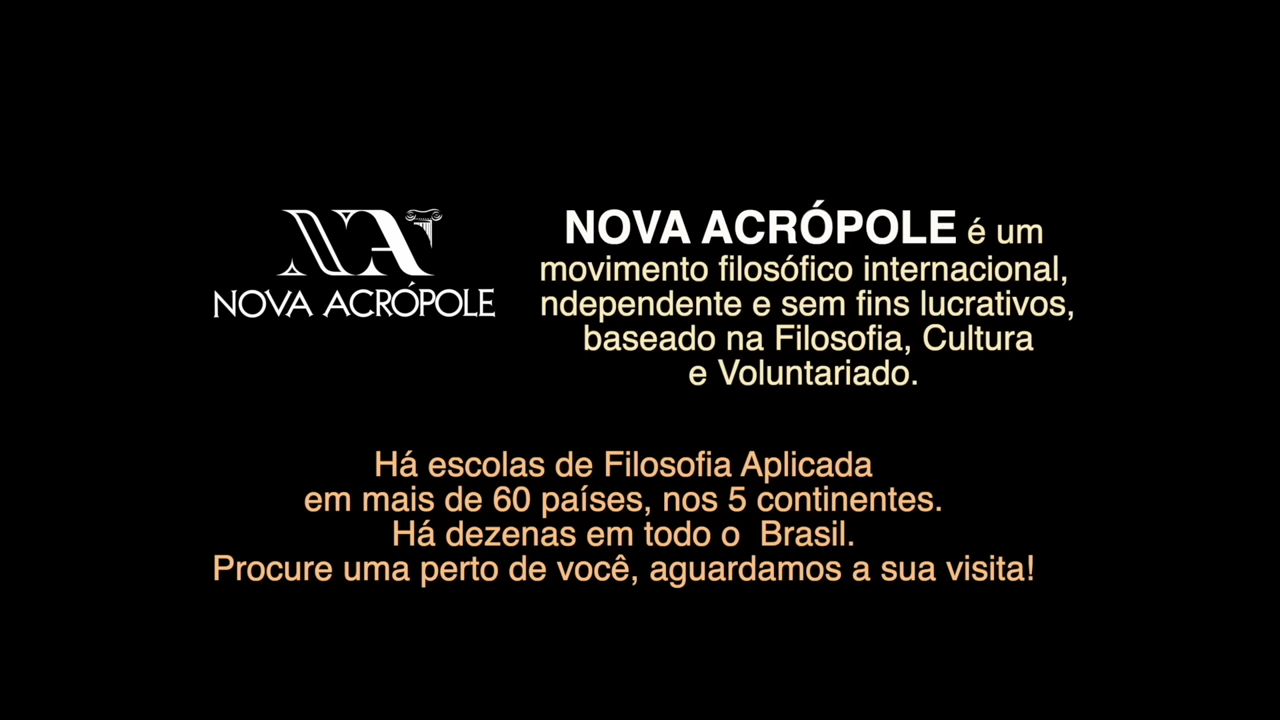 NA
NOVA ACRÓPOLE
NOVA ACRÓPOLE é um
movimento filosófico internacional,
ndependente e sem fins lucrativos,
baseado na Filosofia, Cultura
e Voluntariado.
Há escolas de Filosofia Aplicada
em mais de 60 países, nos 5 continentes.
Há dezenas em todo o  Brasil.
Procure uma perto de você, aguardamos a sua visita!